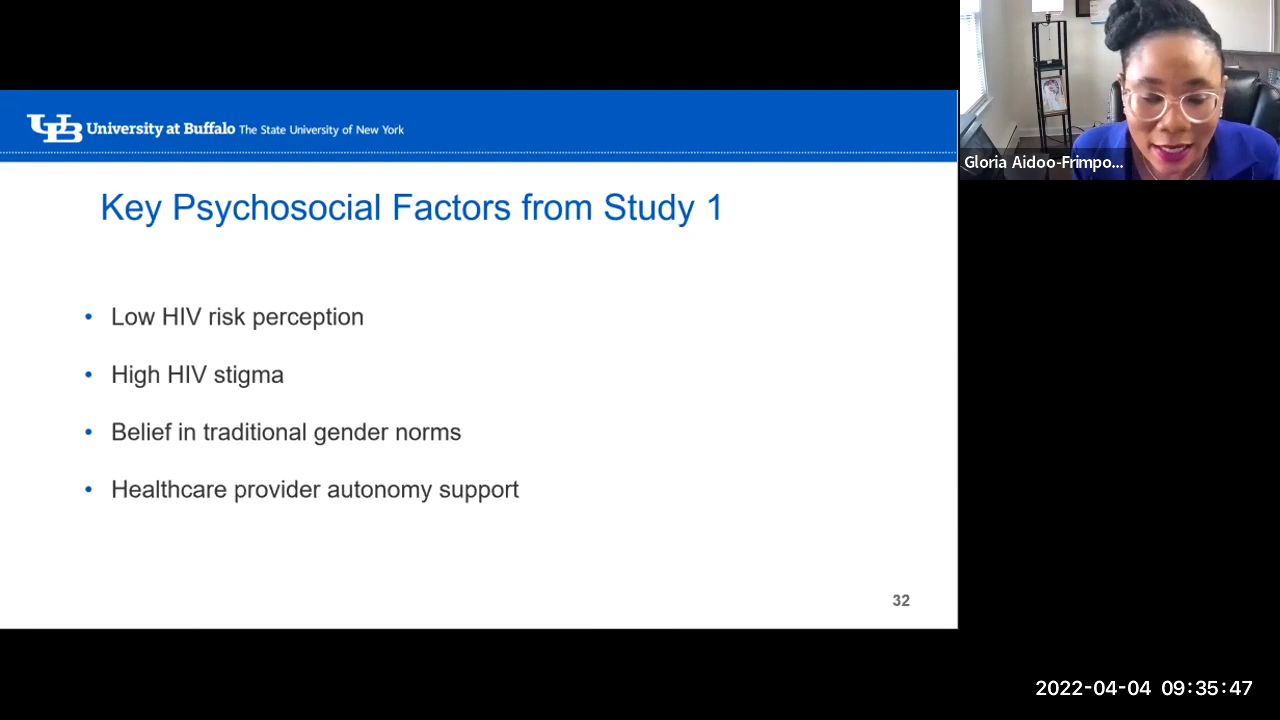 University at Buffalo The State University of New York
Gloria Aidoo-Frimpo...
Key Psychosocial Factors from Study 1
• Low HIV risk perception
• High HIV stigma
• Belief in traditional gender norms
• Healthcare provider autonomy support
32
2022-04-04 09:35:47